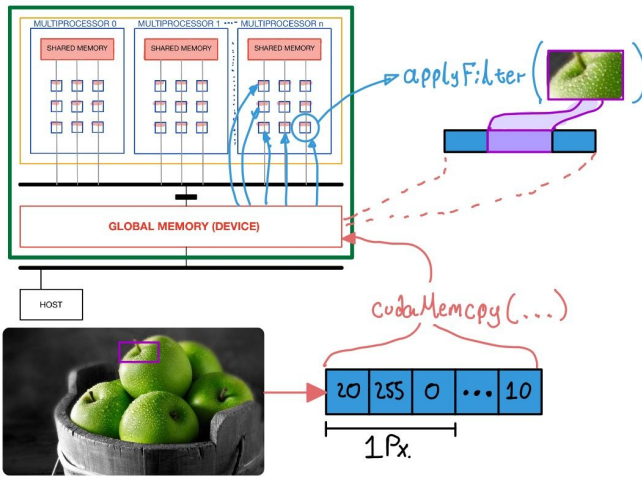 MULTIPROCESSOR 0
MULTIPROCESSOR 1
MULTIPROCESSOR n
SHARED MEMORY
SHARED MEMORY
SHARED MEMORY
applyFilter(
)
GLOBAL MEMORY (DEVICE)
HOST
cudaMemcpy(...)
20 255 0 ... 10
1Px.